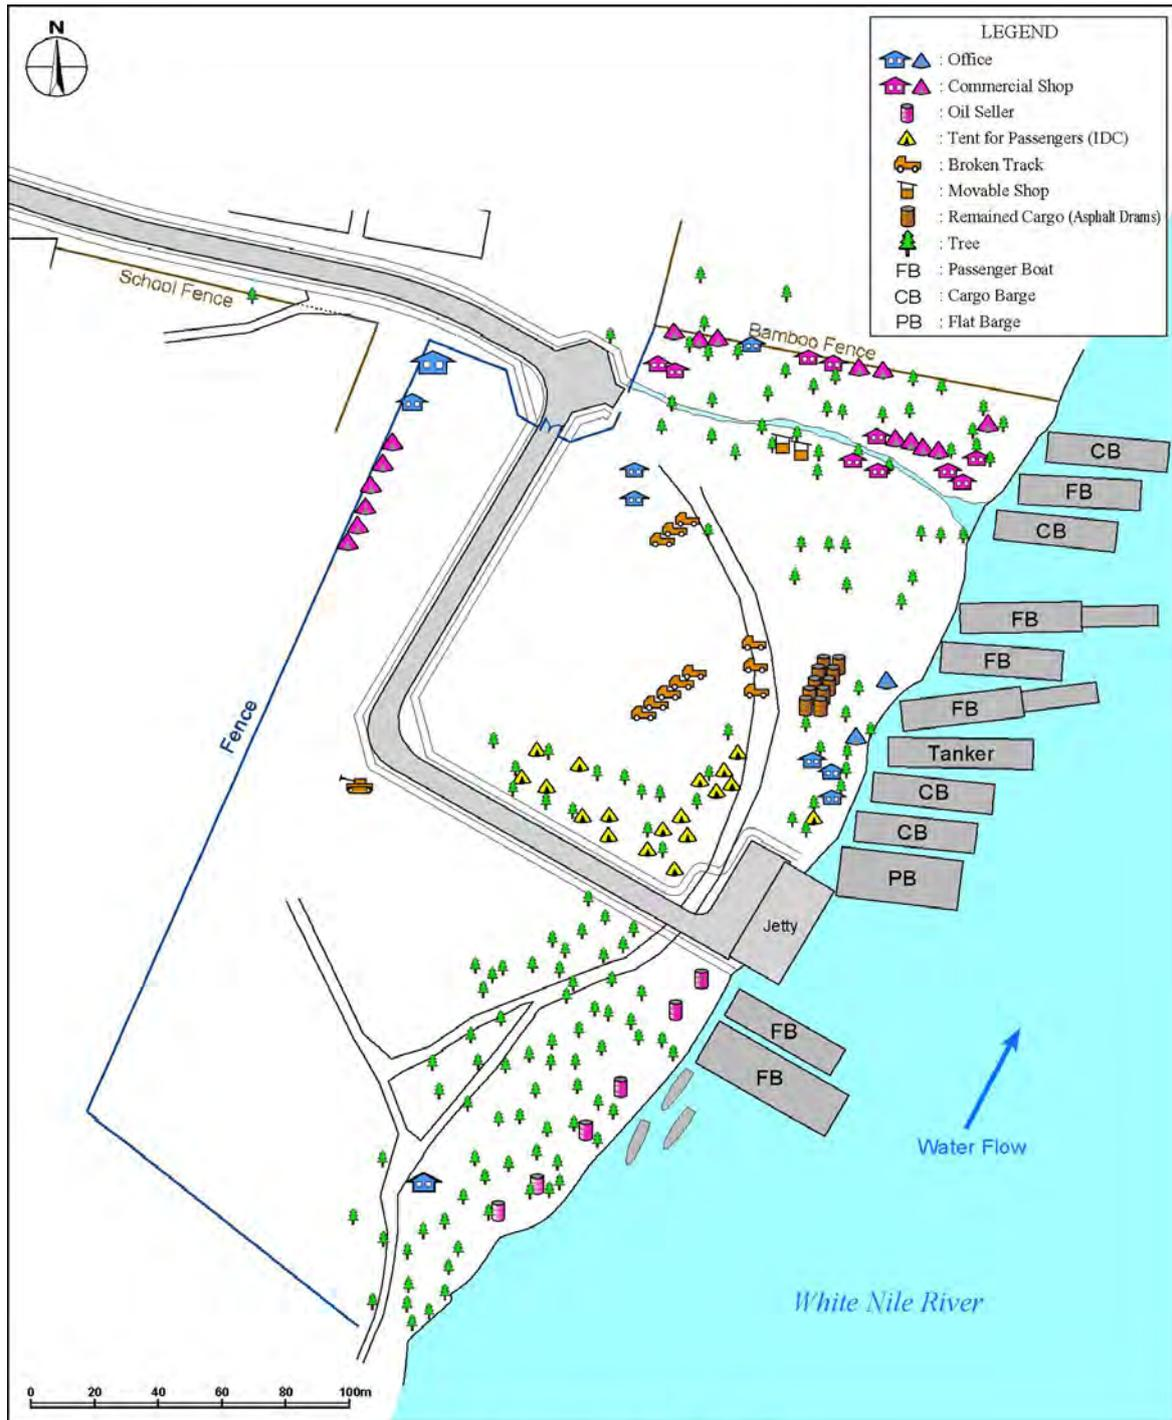 N
LEGEND
: Office
: Commercial Shop
: Oil Seller
: Tent for Passengers (IDC)
: Broken Track
: Movable Shop
: Remained Cargo (Asphalt Drams)
: Tree
FB : Passenger Boat
CB : Cargo Barge
PB : Flat Barge
School Fence
Bamboo Fence
CB
FB
CB
FB
FB
FB
Fence
Tanker
CB
CB
PB
Jetty
FB
FB
Water Flow
White Nile River
0 20 40 60 80 100m